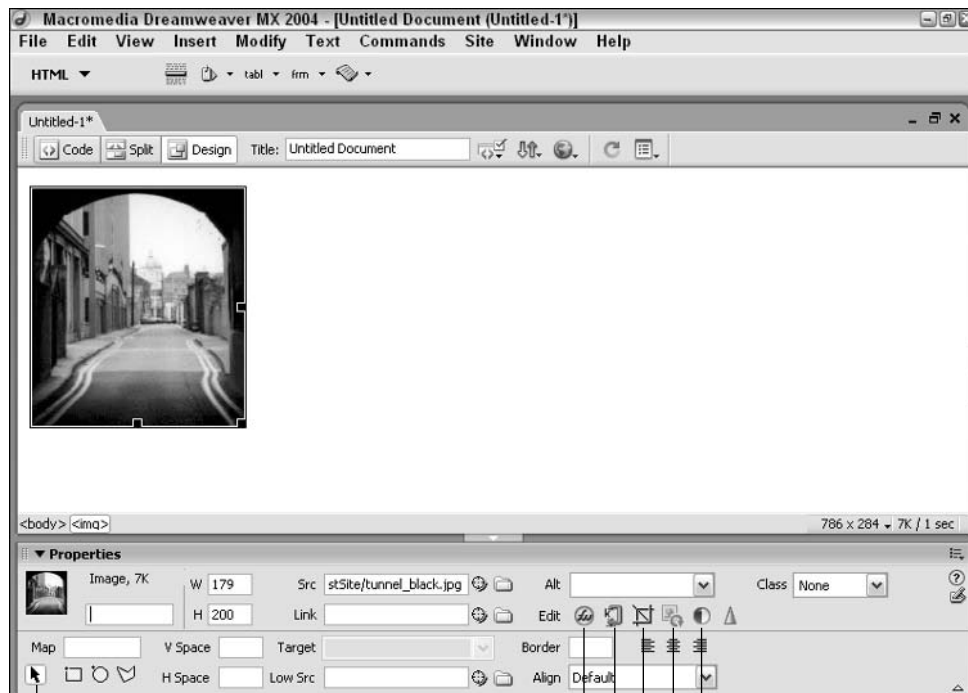 Macromedia Dreamweaver MX 2004 - [Untitled Document (Untitled-1*)]
File Edit View Insert Modify Text Commands Site Window Help
HTML tabl frm
Untitled-1*
Code Split Design Title: Untitled Document
<body> <img> 786 x 284 7K / 1 sec
Properties
Image, 7K W 179 Src stSite/tunnel_black.jpg Alt Class None
H 200 Link Edit
Map V Space Target Border
H Space Low Src Align Default